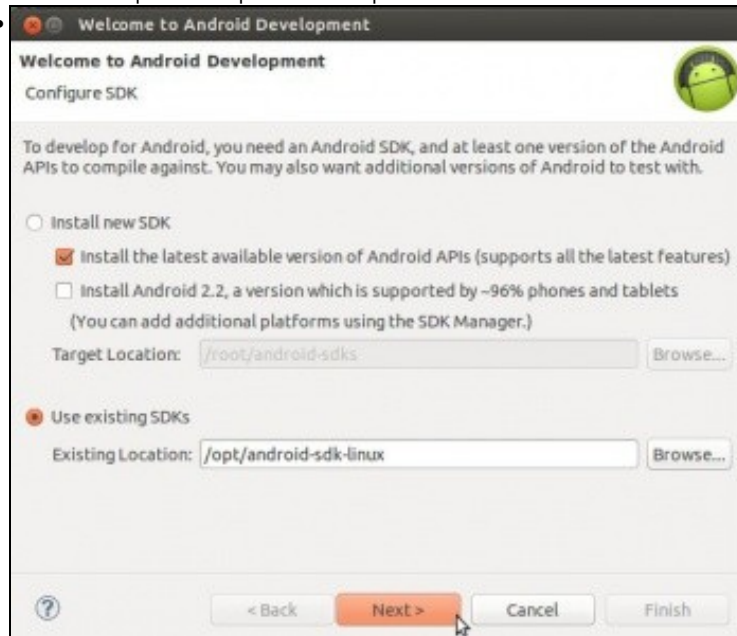 Welcome to Android Development
Welcome to Android Development
Configure SDK
To develop for Android, you need an Android SDK, and at least one version of the Android
APIs to compile against. You may also want additional versions of Android to test with.
Install new SDK
Install the latest available version of Android APIs (supports all the latest features)
Install Android 2.2, a version which is supported by ~96% phones and tablets
(You can add additional platforms using the SDK Manager.)
Target Location: /root/android-sdks Browse...
Use existing SDKs
Existing Location: /opt/android-sdk-linux Browse...
? < Back Next > Cancel Finish